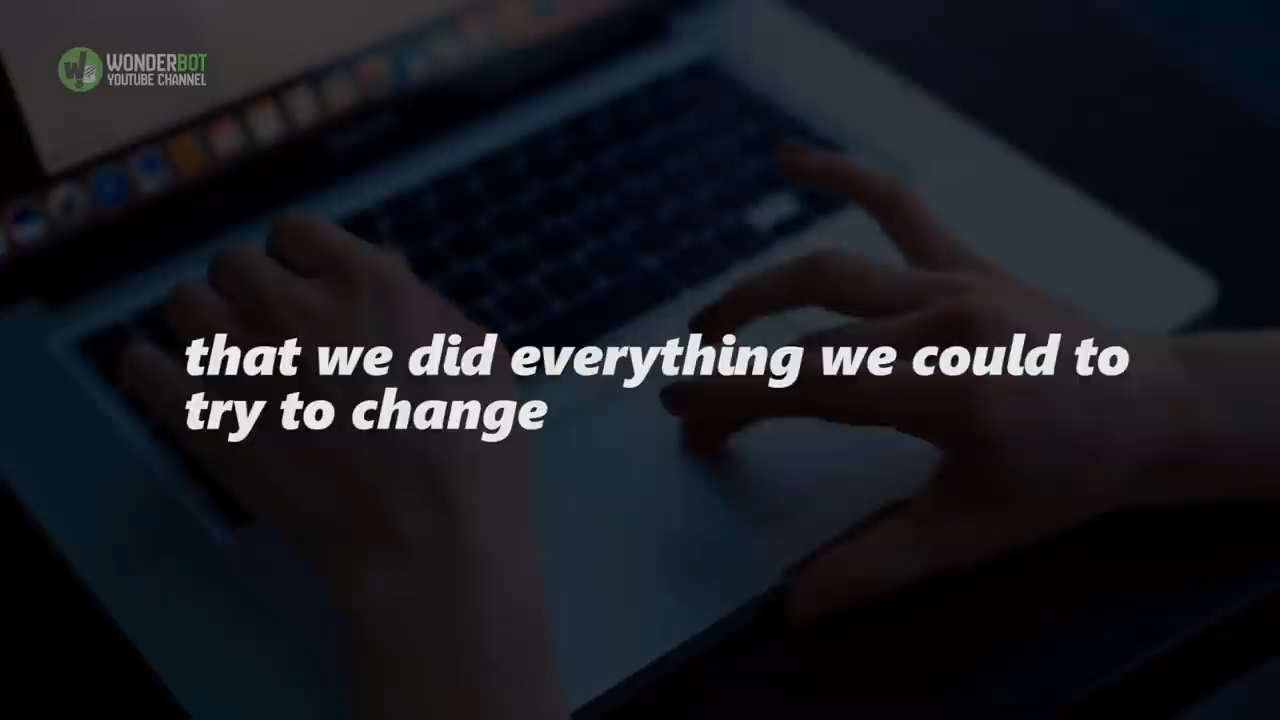 WONDERBOT
YOUTUBE CHANNEL
that we did everything we could to
try to change